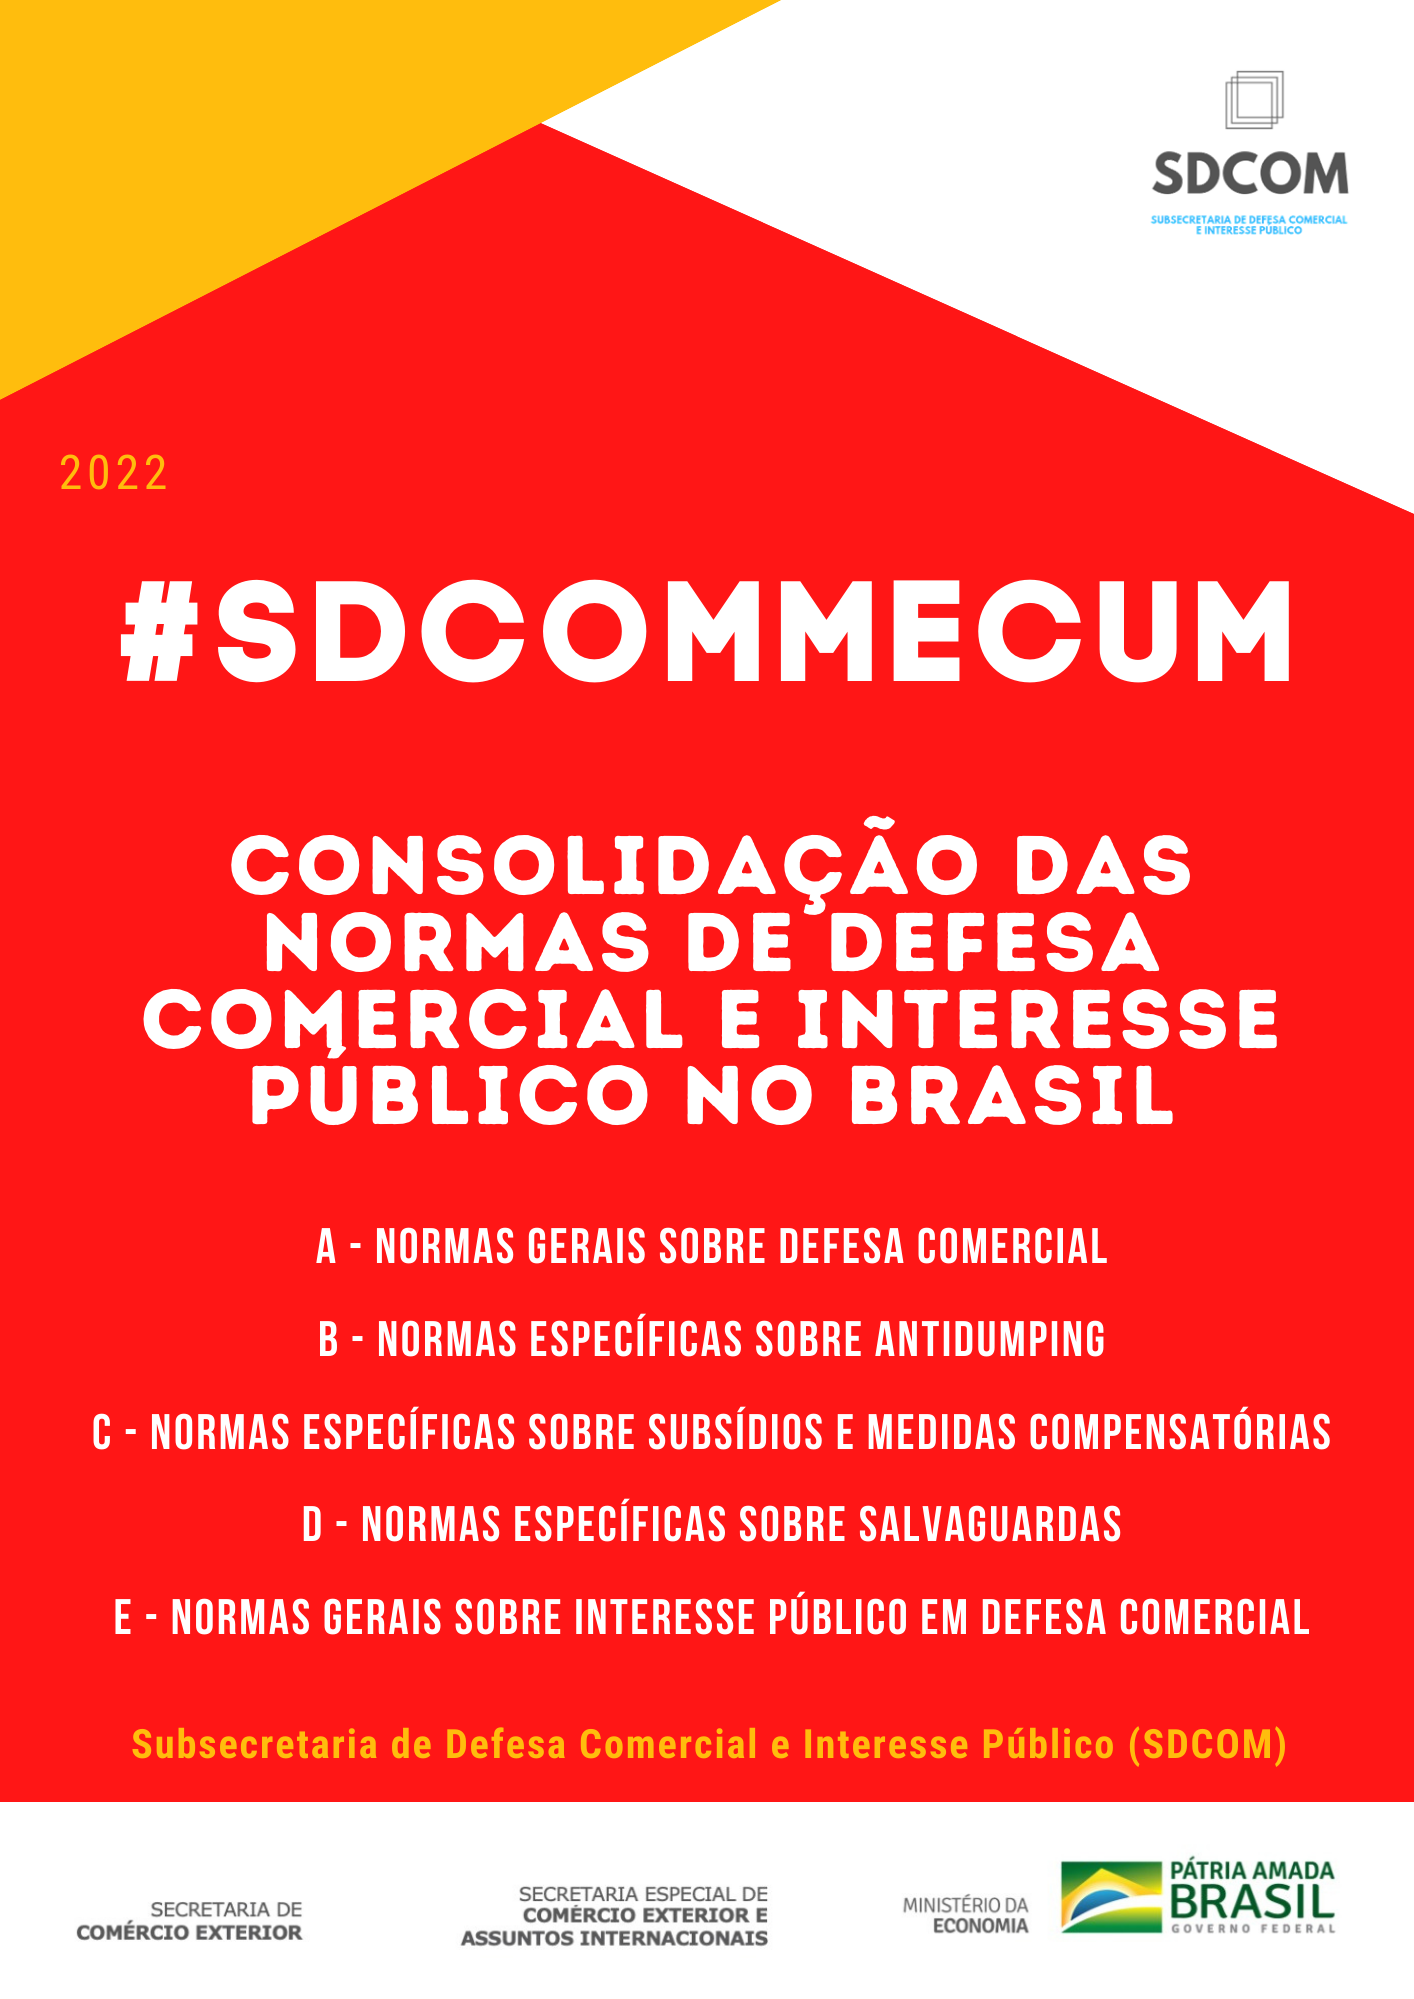 SDCOM
SUBSECRETARIA DE DEFESA COMERCIAL
E INTERESSE PÚBLICO
2022
#SDCOMMECUM
CONSOLIDAÇÃO DAS
NORMAS DE DEFESA
COMERCIAL E INTERESSE
PÚBLICO NO BRASIL
A - NORMAS GERAIS SOBRE DEFESA COMERCIAL
B - NORMAS ESPECÍFICAS SOBRE ANTIDUMPING
C - NORMAS ESPECÍFICAS SOBRE SUBSÍDIOS E MEDIDAS COMPENSATÓRIAS
D - NORMAS ESPECÍFICAS SOBRE SALVAGUARDAS
E - NORMAS GERAIS SOBRE INTERESSE PÚBLICO EM DEFESA COMERCIAL
Subsecretaria de Defesa Comercial e Interesse Público (SDCOM)
SECRETARIA DE
COMÉRCIO EXTERIOR
SECRETARIA ESPECIAL DE
COMÉRCIO EXTERIOR E
ASSUNTOS INTERNACIONAIS
MINISTÉRIO DA
ECONOMIA
PÁTRIA AMADA
BRASIL
GOVERNO FEDERAL